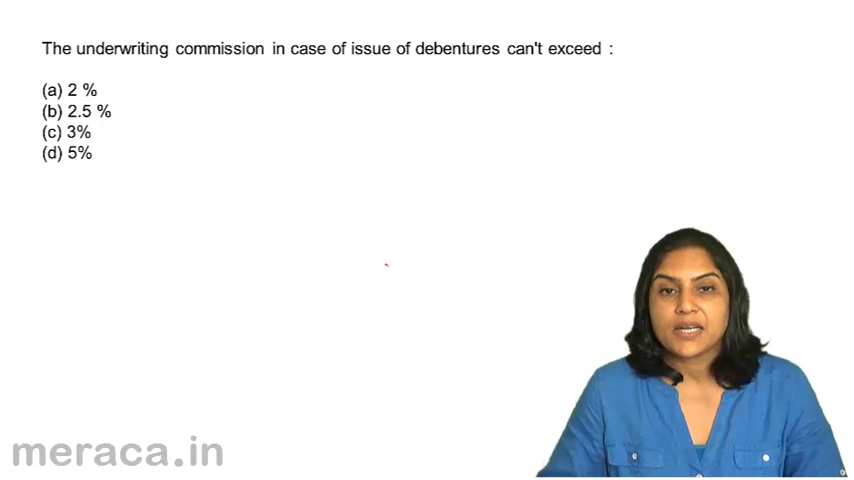 The underwriting commission in case of issue of debentures can't exceed :
(a) 2 %
(b) 2.5 %
(c) 3%
(d) 5%
meraca.in